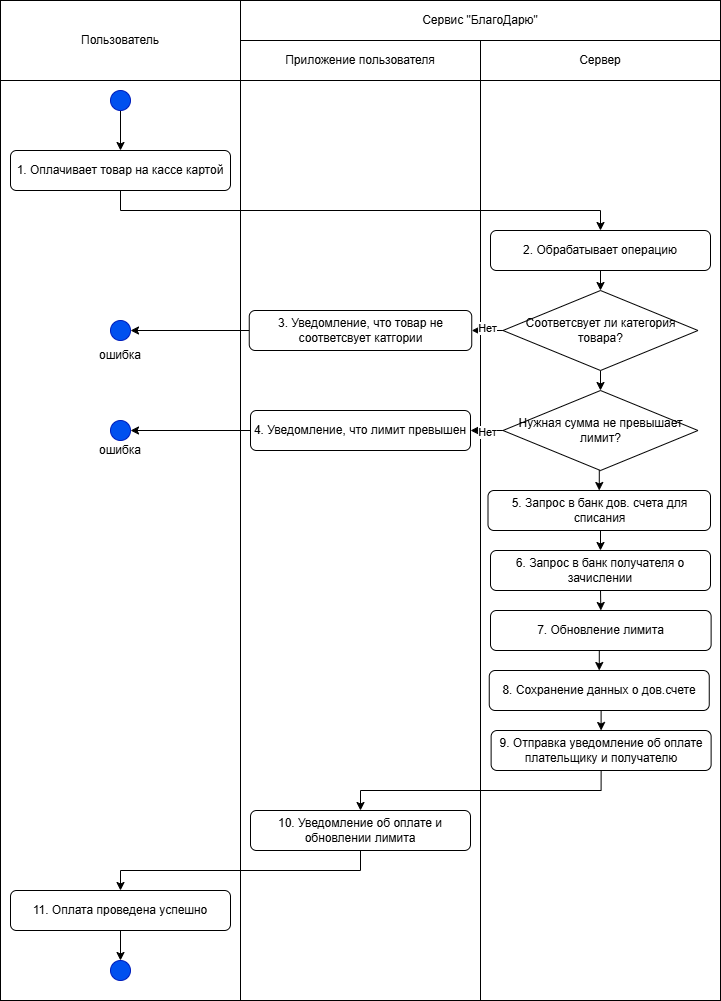 Пользователь
Сервис "БлагоДарю"
Приложение пользователя
Сервер
1. Оплачивает товар на кассе картой
2. Обрабатывает операцию
Соответсвует ли категория
товара?
Нет
3. Уведомление, что товар не
соответсвует катгории
ошибка
Нужная сумма не превышает
лимит?
Нет
4. Уведомление, что лимит превышен
ошибка
5. Запрос в банк дов. счета для
списания
6. Запрос в банк получателя о
зачислении
7. Обновление лимита
8. Сохранение данных о дов.счете
9. Отправка уведомление об оплате
плательщику и получателю
10. Уведомление об оплате и
обновлении лимита
11. Оплата проведена успешно